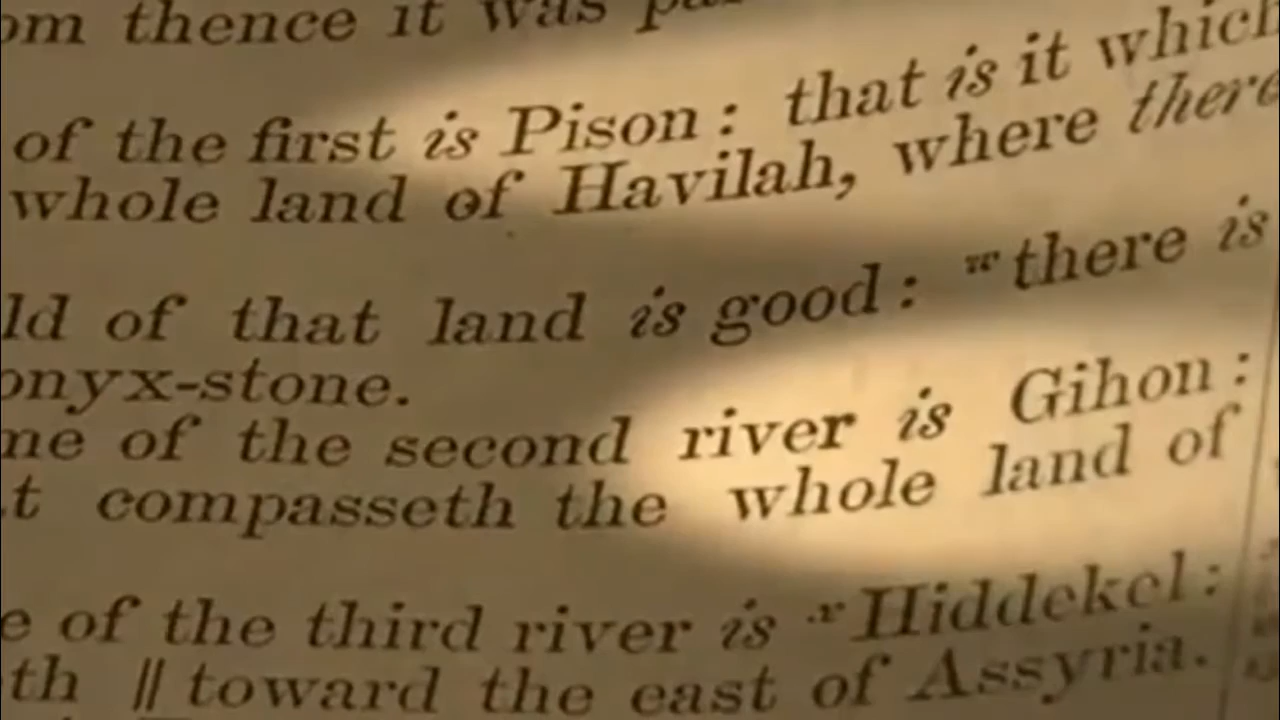 om thence it was
of the first is Pison: that is it which
whole land of Havilah, where there
ld of that land is good: w there is
onyx-stone.
me of the second river is Gihon:
t compasseth the whole land of
e of the third river is x Hiddekel:
th || toward the east of Assyria.